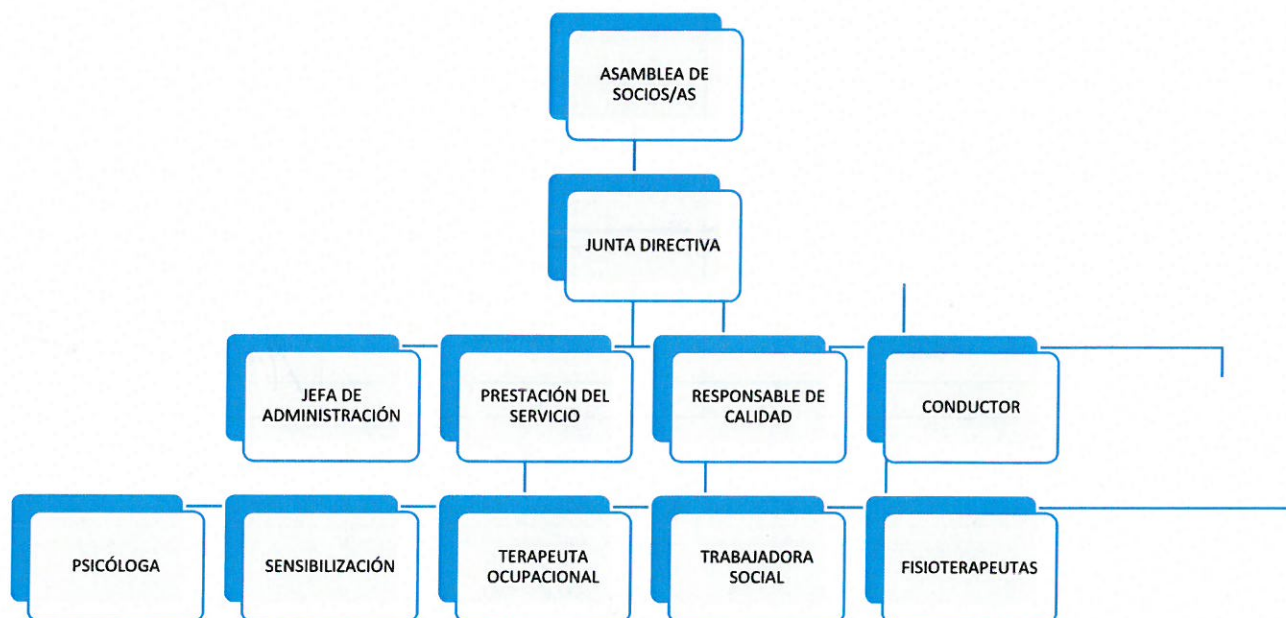 ASAMBLEA DE
SOCIOS/AS
JUNTA DIRECTIVA
JEFA DE
ADMINISTRACIÓN
PRESTACIÓN DEL
SERVICIO
RESPONSABLE DE
CALIDAD
CONDUCTOR
PSICÓLOGA
SENSIBILIZACIÓN
TERAPEUTA
OCUPACIONAL
TRABAJADORA
SOCIAL
FISIOTERAPEUTAS